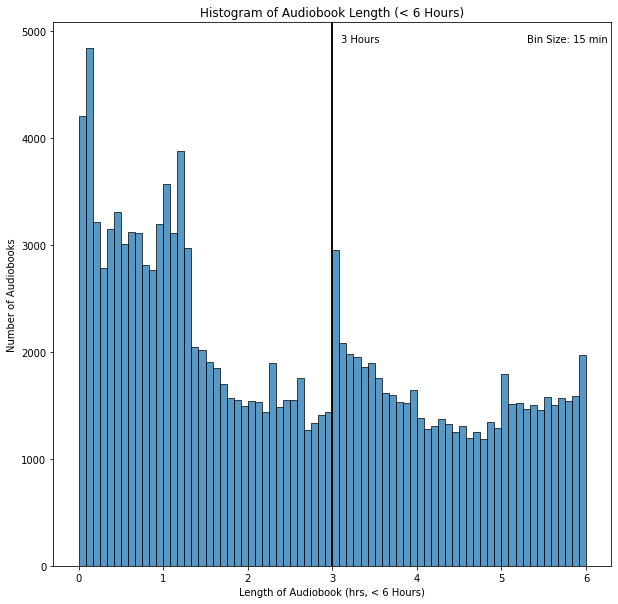 Histogram of Audiobook Length (< 6 Hours)
3 Hours
Bin Size: 15 min
5000
4000
3000
2000
1000
0
Number of Audiobooks
0 1 2 3 4 5 6
Length of Audiobook (hrs, < 6 Hours)